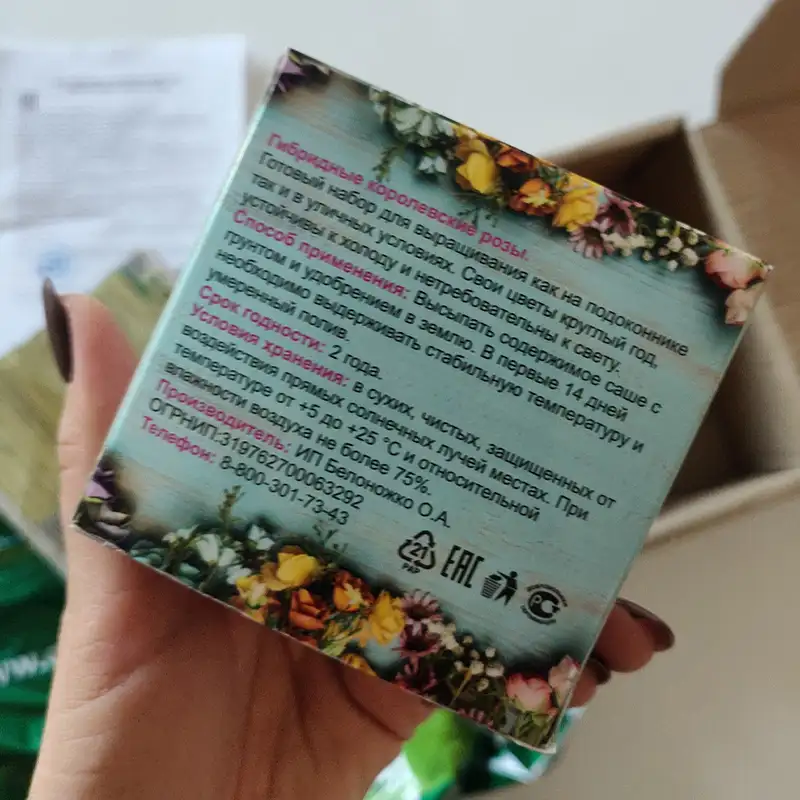 Гибридные королевские розы.
Готовый набор для выращивания как на подоконнике
так и в уличных условиях. Свои цветы круглый год,
устойчивы к холоду и нетребовательны к свету.
Способ применения: Высыпать содержимое саше с
грунтом и удобрением в землю. В первые 14 дней
необходимо выдерживать стабильную температуру и
умеренный полив.
Срок годности: 2 года.
Условия хранения: в сухих, чистых, защищенных от
воздействия прямых солнечных лучей местах. При
температуре от +5 до +25 °C и относительной
влажности воздуха не более 75%.
Производитель: ИП Белоножко О.А.
ОГРНИП:319762700063292
Телефон: 8-800-301-73-43
21
PAP
EAC